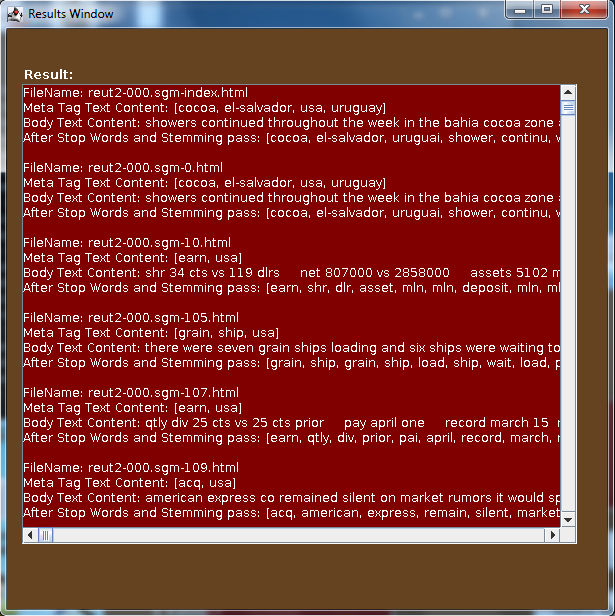 Results Window
Result:
FileName: reut2-000.sgm-index.html
Meta Tag Text Content: [cocoa, el-salvador, usa, uruguay]
Body Text Content: showers continued throughout the week in the bahia cocoa zone
After Stop Words and Stemming pass: [cocoa, el-salvador, uruguai, shower, continu,
FileName: reut2-000.sgm-0.html
Meta Tag Text Content: [cocoa, el-salvador, usa, uruguay]
Body Text Content: showers continued throughout the week in the bahia cocoa zone
After Stop Words and Stemming pass: [cocoa, el-salvador, uruguai, shower, continu,
FileName: reut2-000.sgm-10.html
Meta Tag Text Content: [earn, usa]
Body Text Content: shr 34 cts vs 119 dlrs     net 807000 vs 2858000     assets 5102
After Stop Words and Stemming pass: [earn, shr, dlr, asset, mln, mln, deposit, mln,
FileName: reut2-000.sgm-105.html
Meta Tag Text Content: [grain, ship, usa]
Body Text Content: there were seven grain ships loading and six ships were waiting to
After Stop Words and Stemming pass: [grain, ship, grain, ship, load, ship, wait, load,
FileName: reut2-000.sgm-107.html
Meta Tag Text Content: [earn, usa]
Body Text Content: qtly div 25 cts vs 25 cts prior     pay april one     record march 15
After Stop Words and Stemming pass: [earn, qtly, div, prior, pai, april, record, march,
FileName: reut2-000.sgm-109.html
Meta Tag Text Content: [acq, usa]
Body Text Content: american express co remained silent on market rumors it would
After Stop Words and Stemming pass: [acq, american, express, remain, silent, market